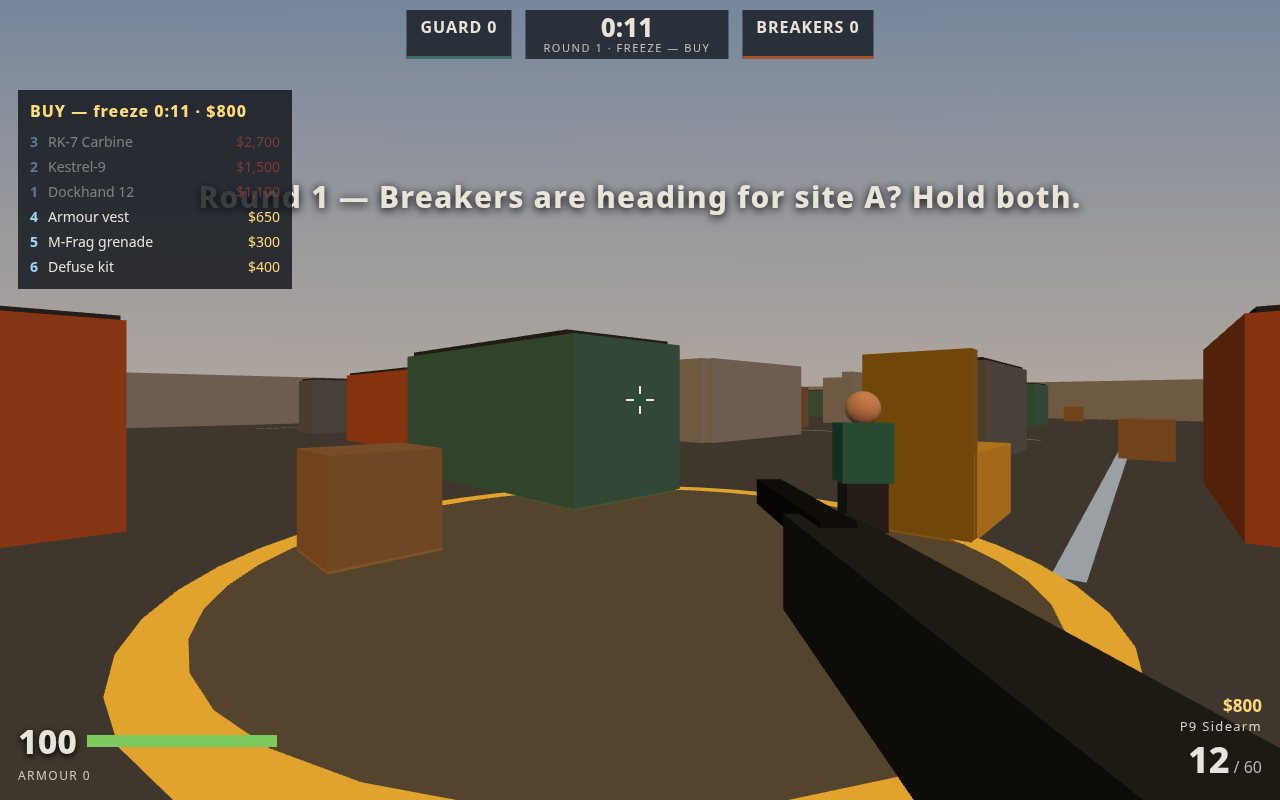 GUARD 0
0:11
ROUND 1 · FREEZE — BUY
BREAKERS 0
BUY — freeze 0:11 · $800
3 RK-7 Carbine $2,700
2 Kestrel-9 $1,500
1 Dockhand 12 $1,100
4 Armour vest $650
5 M-Frag grenade $300
6 Defuse kit $400
Round 1 — Breakers are heading for site A? Hold both.
100
ARMOUR 0
$800
P9 Sidearm
12 / 60